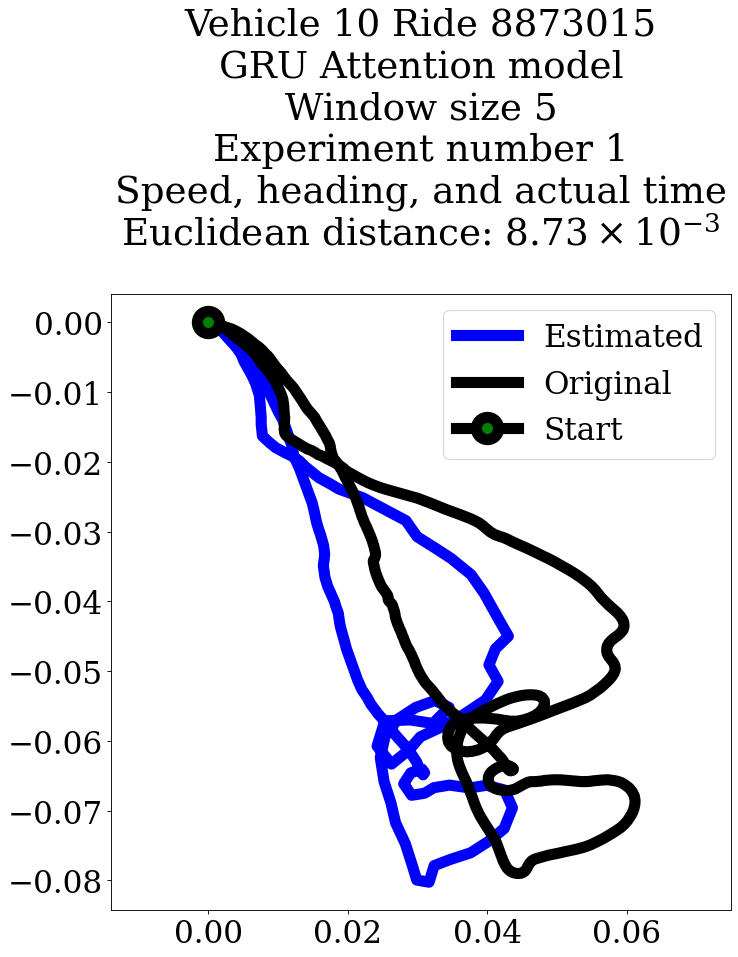 Vehicle 10 Ride 8873015
GRU Attention model
Window size 5
Experiment number 1
Speed, heading, and actual time
Euclidean distance: 8.73 × 10⁻³
Estimated
Original
Start
0.00
−0.01
−0.02
−0.03
−0.04
−0.05
−0.06
−0.07
−0.08
0.00 0.02 0.04 0.06